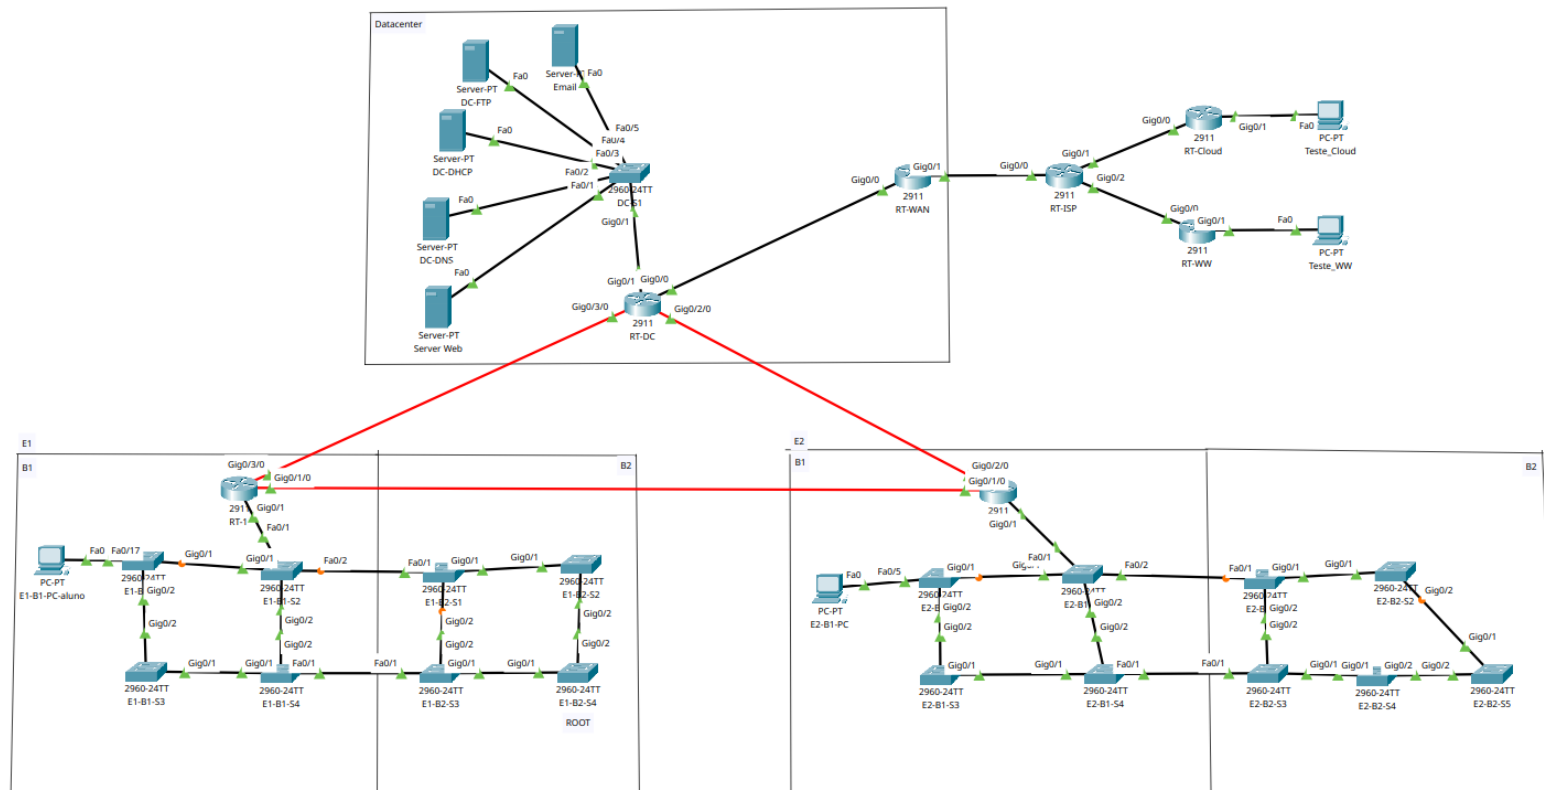 Datacenter
Server-PT
DC-FTP
Fa0
Server-PT
Email
Fa0
Fa0/5
Fa0/4
Fa0/3
Fa0/2
Fa0/1
Server-PT
DC-DHCP
Fa0
2960-24TT
DC-S1
Gig0/1
Server-PT
DC-DNS
Fa0
Server-PT
Server Web
Fa0
Gig0/1
Gig0/0
Gig0/3/0
Gig0/2/0
2911
RT-DC
Gig0/0
Gig0/1
2911
RT-WAN
Gig0/0
Gig0/1
Gig0/2
2911
RT-ISP
Gig0/0
Gig0/1
2911
RT-Cloud
Fa0
PC-PT
Teste_Cloud
Gig0/0
Gig0/1
2911
RT-WW
Fa0
PC-PT
Teste_WW
E1
B1
B2
Gig0/3/0
Gig0/1/0
2911
RT-1
Gig0/1
Fa0/1
PC-PT
E1-B1-PC-aluno
Fa0
Fa0/17
2960-24TT
Gig0/1
Gig0/2
Gig0/1
Fa0/2
2960-24TT
E1-B1-S2
Gig0/2
Fa0/1
Gig0/1
2960-24TT
E1-B2-S1
Gig0/2
Gig0/1
2960-24TT
E1-B2-S2
Gig0/2
Gig0/2
Gig0/1
2960-24TT
E1-B1-S3
Gig0/2
Gig0/1
Fa0/1
2960-24TT
E1-B1-S4
Gig0/2
Fa0/1
Gig0/1
2960-24TT
E1-B2-S3
Gig0/2
Gig0/1
2960-24TT
E1-B2-S4
ROOT
E2
B1
B2
Gig0/2/0
Gig0/1/0
2911
Gig0/1
Fa0/1
PC-PT
E2-B1-PC
Fa0
Fa0/5
Gig0/1
2960-24TT
Gig0/2
Fa0/2
2960-24TT
Gig0/2
Fa0/1
Gig0/1
2960-24TT
Gig0/2
Gig0/1
2960-24TT
E2-B2-S2
Gig0/2
Gig0/2
Gig0/1
2960-24TT
E2-B1-S3
Gig0/2
Gig0/1
Fa0/1
2960-24TT
E2-B1-S4
Gig0/2
Fa0/1
Gig0/1
2960-24TT
E2-B2-S3
Gig0/1
Gig0/2
2960-24TT
E2-B2-S4
Gig0/1
Gig0/2
2960-24TT
E2-B2-S5